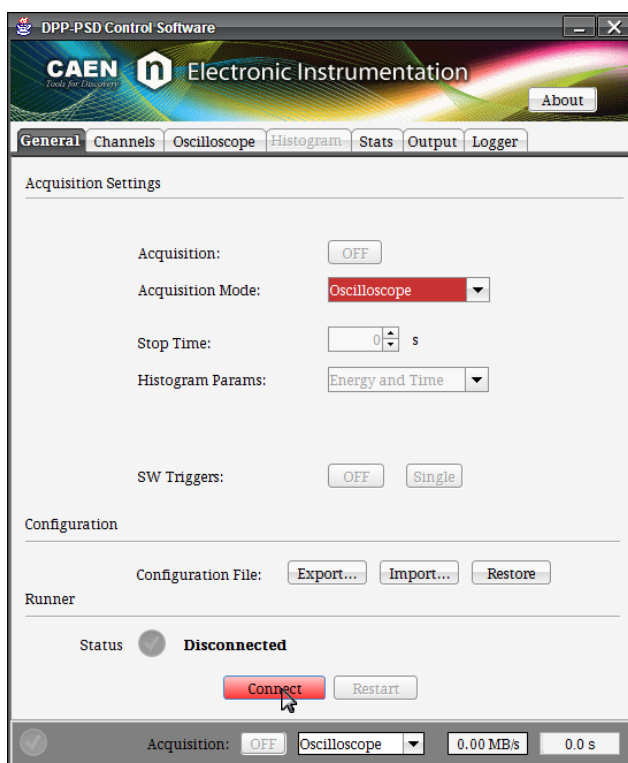 DPP-PSD Control Software
CAEN n Electronic Instrumentation
Tools for Discovery
About
General Channels Oscilloscope Histogram Stats Output Logger
Acquisition Settings
Acquisition: OFF
Acquisition Mode: Oscilloscope
Stop Time: 0 s
Histogram Params: Energy and Time
SW Triggers: OFF Single
Configuration
Configuration File: Export... Import... Restore
Runner
Status Disconnected
Connect Restart
Acquisition: OFF Oscilloscope 0.00 MB/s 0.0 s